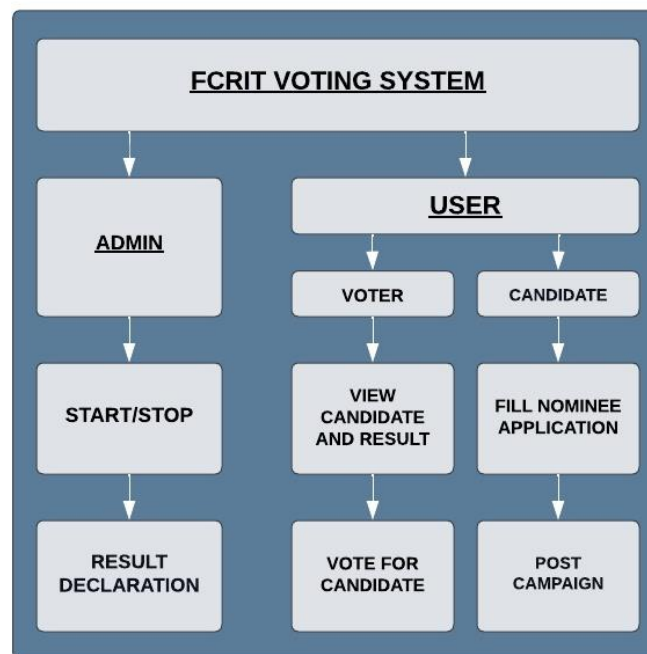 FCRIT VOTING SYSTEM
ADMIN
USER
VOTER
CANDIDATE
START/STOP
VIEW
CANDIDATE
AND RESULT
FILL NOMINEE
APPLICATION
RESULT
DECLARATION
VOTE FOR
CANDIDATE
POST
CAMPAIGN